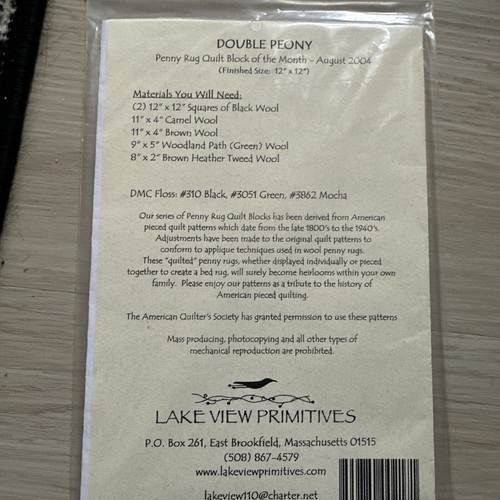 DOUBLE PEONY
Penny Rug Quilt Block of the Month - August 2004
(Finished Size: 12" x 12")
Materials You Will Need:
(2) 12" x 12" Squares of Black Wool
11" x 4" Camel Wool
11" x 4" Brown Wool
9" x 5" Woodland Path (Green) Wool
8" x 2" Brown Heather Tweed Wool
DMC Floss: #310 Black, #3051 Green, #3862 Mocha
Our series of Penny Rug Quilt Blocks has been derived from American
pieced quilt patterns which date from the late 1800's to the 1940's.
Adjustments have been made to the original quilt patterns to
conform to applique techniques used in wool penny rugs.
These "quilted" penny rugs, whether displayed individually or pieced
together to create a bed rug, will surely become heirlooms within your own
family. Please enjoy our patterns as a tribute to the history of
American pieced quilting.
The American Quilter's Society has granted permission to use these patterns
Mass producing, photocopying and all other types of
mechanical reproduction are prohibited.
LAKE VIEW PRIMITIVES
P.O. Box 261, East Brookfield, Massachusetts 01515
(508) 867-4579
www.lakeviewprimitives.com
lakeview110@charter.net